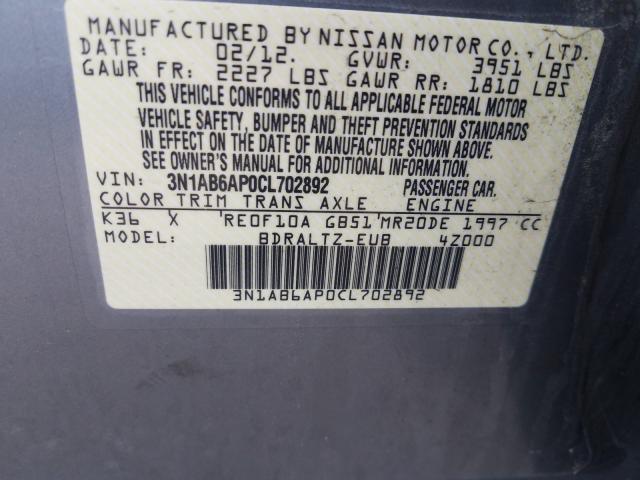 MANUFACTURED BY NISSAN MOTOR CO., LTD.
DATE: 02/12. GVWR: 3951 LBS
GAWR FR: 2227 LBS GAWR RR: 1810 LBS
THIS VEHICLE CONFORMS TO ALL APPLICABLE FEDERAL MOTOR
VEHICLE SAFETY, BUMPER AND THEFT PREVENTION STANDARDS
IN EFFECT ON THE DATE OF MANUFACTURE SHOWN ABOVE.
SEE OWNER'S MANUAL FOR ADDITIONAL INFORMATION.
VIN: 3N1AB6AP0CL702892 PASSENGER CAR.
COLOR TRIM TRANS AXLE ENGINE
K36 X RE0F10A GB51 MR20DE 1997 CC
MODEL: BDRALTZ-EUB 4Z000
3N1AB6AP0CL702892